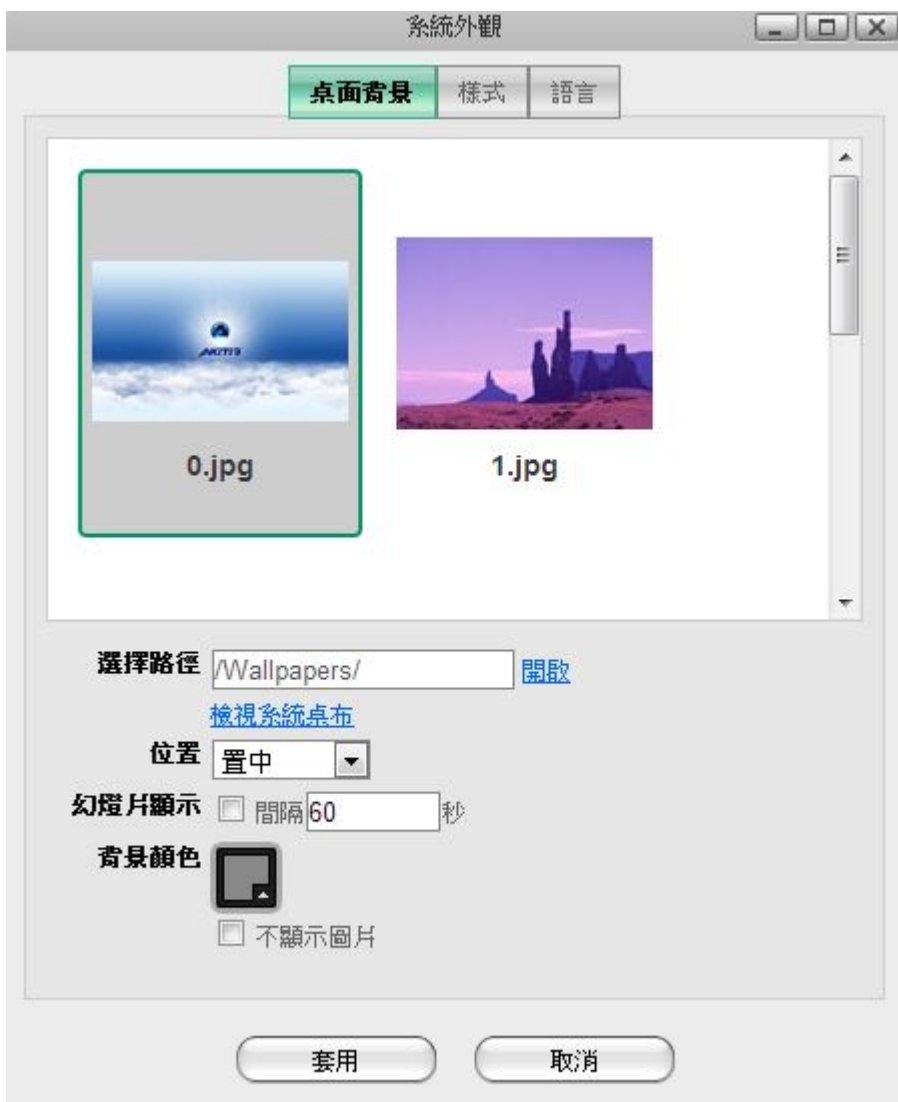 系統外觀
桌面背景 樣式 語言
AKiTiO
0.jpg 1.jpg
選擇路徑 /Wallpapers/ 開啟
檢視系統桌布
位置 置中
幻燈片顯示 間隔 60 秒
背景顏色
不顯示圖片
套用 取消